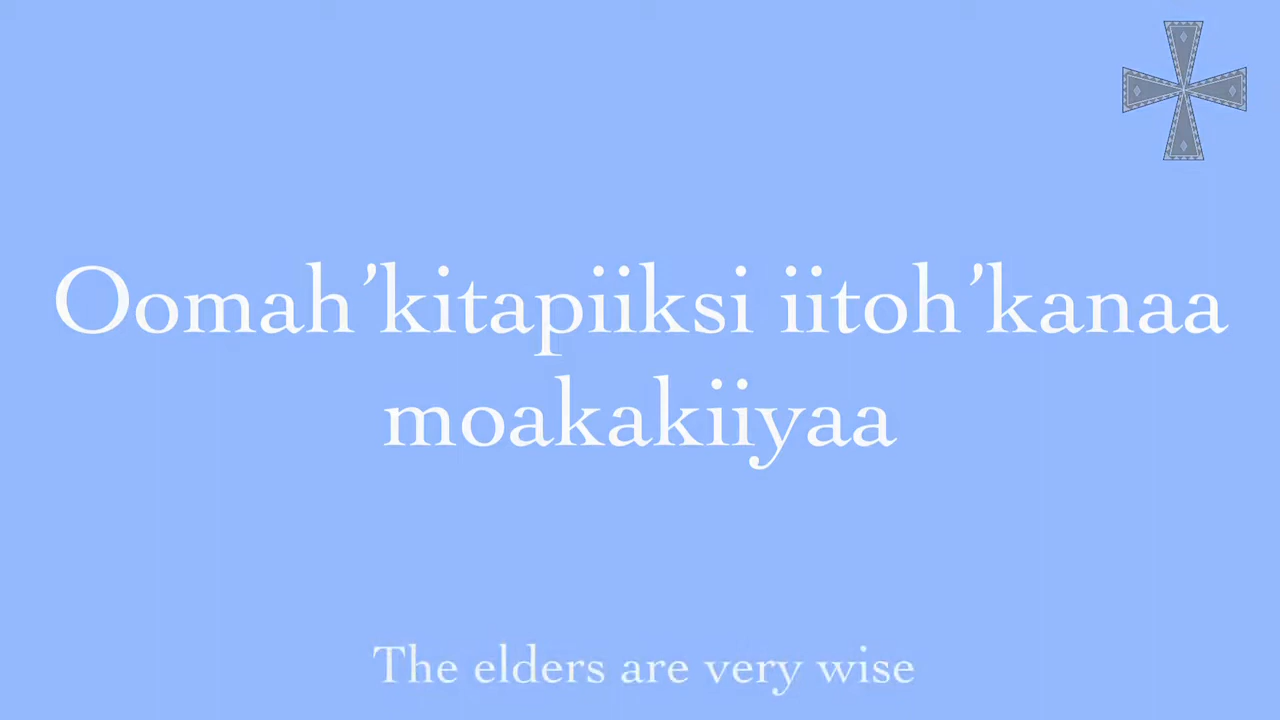 Oomah’kitapiiksi iitoh’kanaa
moakakiiyaa
The elders are very wise